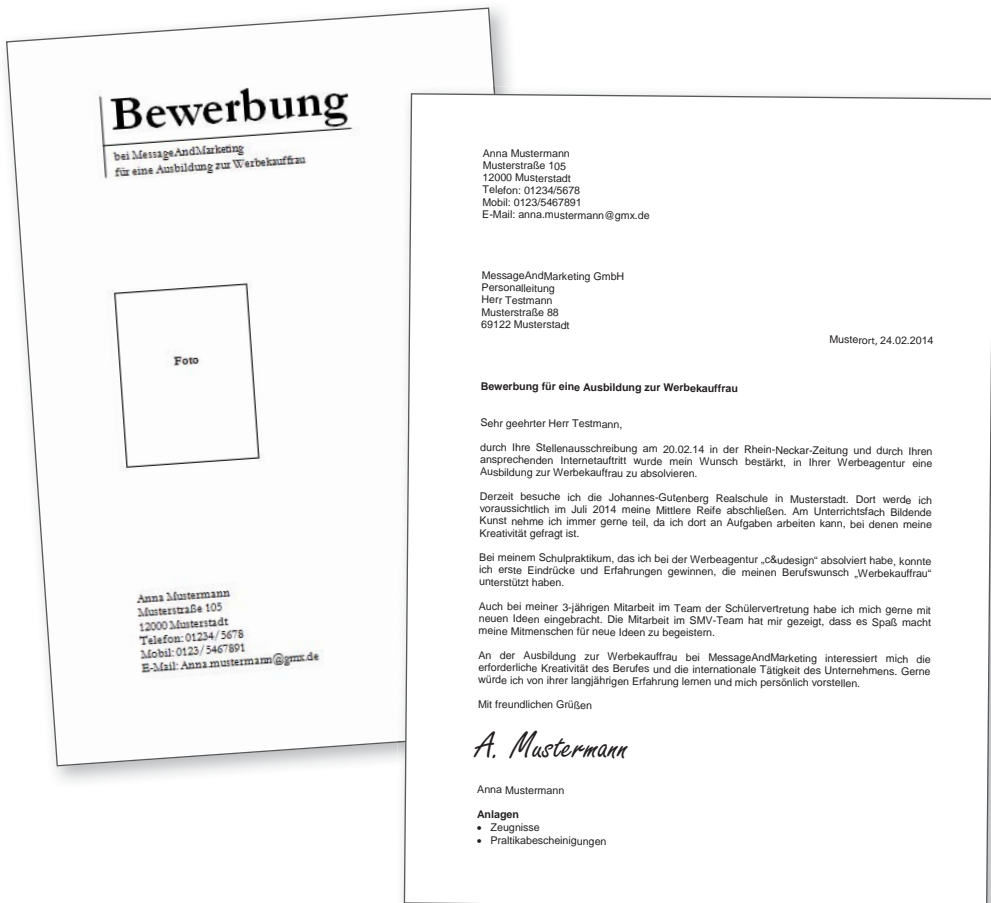 Bewerbung
bei MessageAndMarketing
für eine Ausbildung zur Werbekauffrau
Foto
Anna Mustermann
Musterstraße 105
12000 Musterstadt
Telefon: 01234/ 5678
Mobil: 0123/ 5467891
E-Mail: Anna.mustermann@gmx.de
Anna Mustermann
Musterstraße 105
12000 Musterstadt
Telefon: 01234/5678
Mobil: 0123/5467891
E-Mail: anna.mustermann@gmx.de
MessageAndMarketing GmbH
Personalleitung
Herr Testmann
Musterstraße 88
69122 Musterstadt
Musterort, 24.02.2014
Bewerbung für eine Ausbildung zur Werbekauffrau
Sehr geehrter Herr Testmann,
durch Ihre Stellenausschreibung am 20.02.14 in der Rhein-Neckar-Zeitung und durch Ihren
ansprechenden Internetauftritt wurde mein Wunsch bestärkt, in Ihrer Werbeagentur eine
Ausbildung zur Werbekauffrau zu absolvieren.
Derzeit besuche ich die Johannes-Gutenberg Realschule in Musterstadt. Dort werde ich
voraussichtlich im Juli 2014 meine Mittlere Reife abschließen. Am Unterrichtsfach Bildende
Kunst nehme ich immer gerne teil, da ich dort an Aufgaben arbeiten kann, bei denen meine
Kreativität gefragt ist.
Bei meinem Schulpraktikum, das ich bei der Werbeagentur „c&udesign“ absolviert habe, konnte
ich erste Eindrücke und Erfahrungen gewinnen, die meinen Berufswunsch „Werbekauffrau“
unterstützt haben.
Auch bei meiner 3-jährigen Mitarbeit im Team der Schülervertretung habe ich mich gerne mit
neuen Ideen eingebracht. Die Mitarbeit im SMV-Team hat mir gezeigt, dass es Spaß macht
meine Mitmenschen für neue Ideen zu begeistern.
An der Ausbildung zur Werbekauffrau bei MessageAndMarketing interessiert mich die
erforderliche Kreativität des Berufes und die internationale Tätigkeit des Unternehmens. Gerne
würde ich von ihrer langjährigen Erfahrung lernen und mich persönlich vorstellen.
Mit freundlichen Grüßen
A. Mustermann
Anna Mustermann
Anlagen
• Zeugnisse
• Praltikabescheinigungen